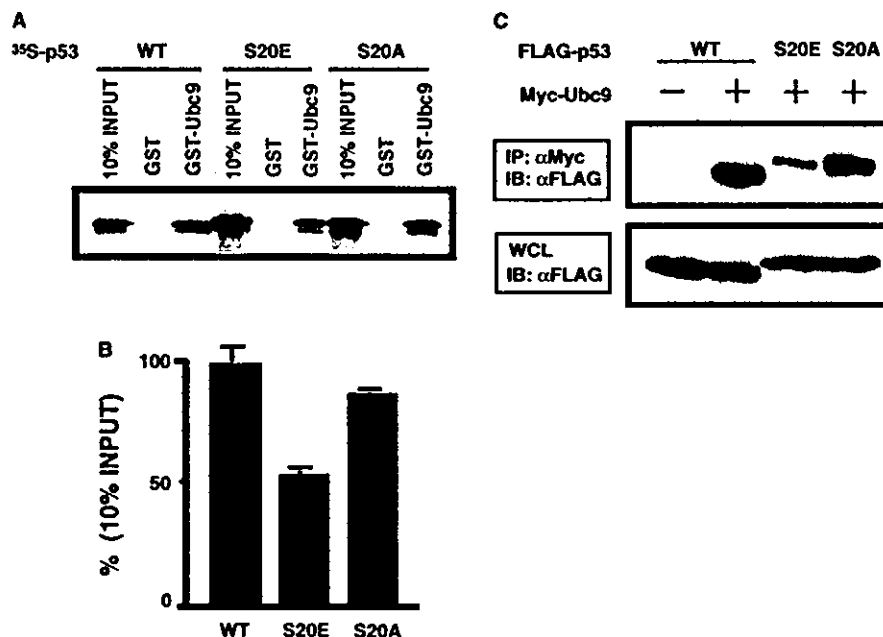 A
³⁵S-p53 WT S20E S20A
10% INPUT GST GST-Ubc9 10% INPUT GST GST-Ubc9 10% INPUT GST GST-Ubc9
B
% (10% INPUT)
100
50
0
WT S20E S20A
C
FLAG-p53 WT S20E S20A
Myc-Ubc9 − + + +
IP: αMyc
IB: αFLAG
WCL
IB: αFLAG